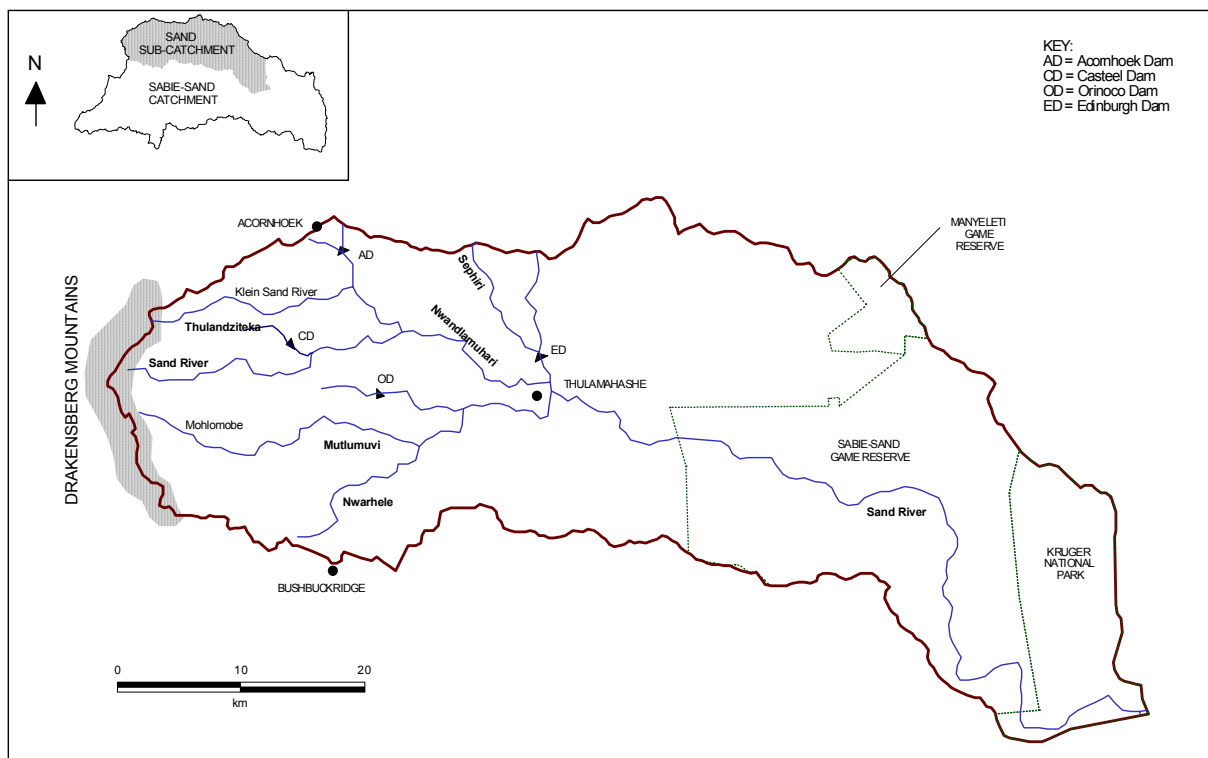 SAND
SUB-CATCHMENT
N
SABIE-SAND
CATCHMENT
KEY:
AD = Acornhoek Dam
CD = Casteel Dam
OD = Orinoco Dam
ED = Edinburgh Dam
MANYELETI
GAME
RESERVE
ACORNHOEK
AD
Sephiri
Klein Sand River
DRAKENSBERG MOUNTAINS
Thulandziteka
CD
Nwandlamuhari
ED
Sand River
OD
THULAMAHASHE
Mohlomobe
Mutlumuvi
SABIE-SAND
GAME RESERVE
Nwarhele
Sand River
KRUGER
NATIONAL
PARK
BUSHBUCKRIDGE
0 10 20
km